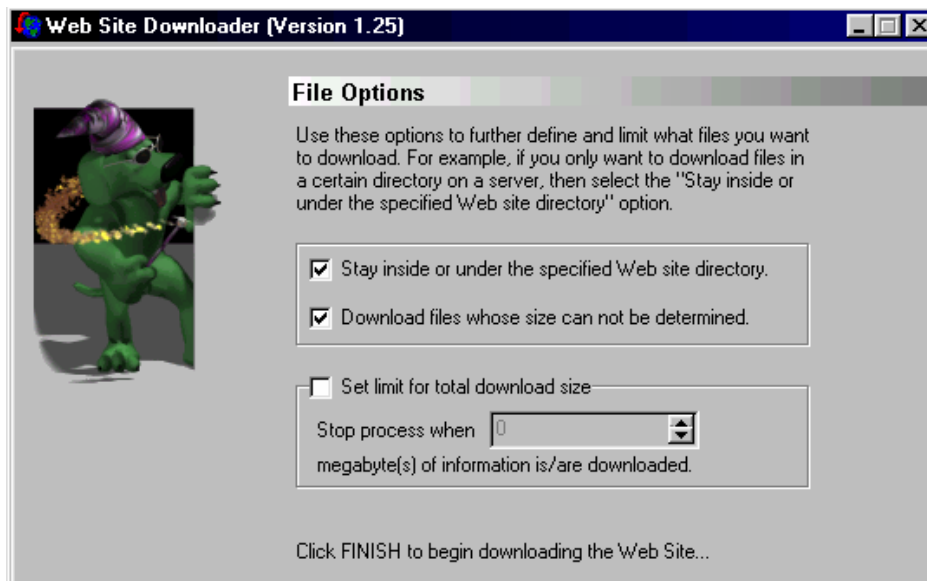 Web Site Downloader (Version 1.25)
File Options
Use these options to further define and limit what files you want
to download. For example, if you only want to download files in
a certain directory on a server, then select the "Stay inside or
under the specified Web site directory" option.
Stay inside or under the specified Web site directory.
Download files whose size can not be determined.
Set limit for total download size
Stop process when 0
megabyte(s) of information is/are downloaded.
Click FINISH to begin downloading the Web Site...